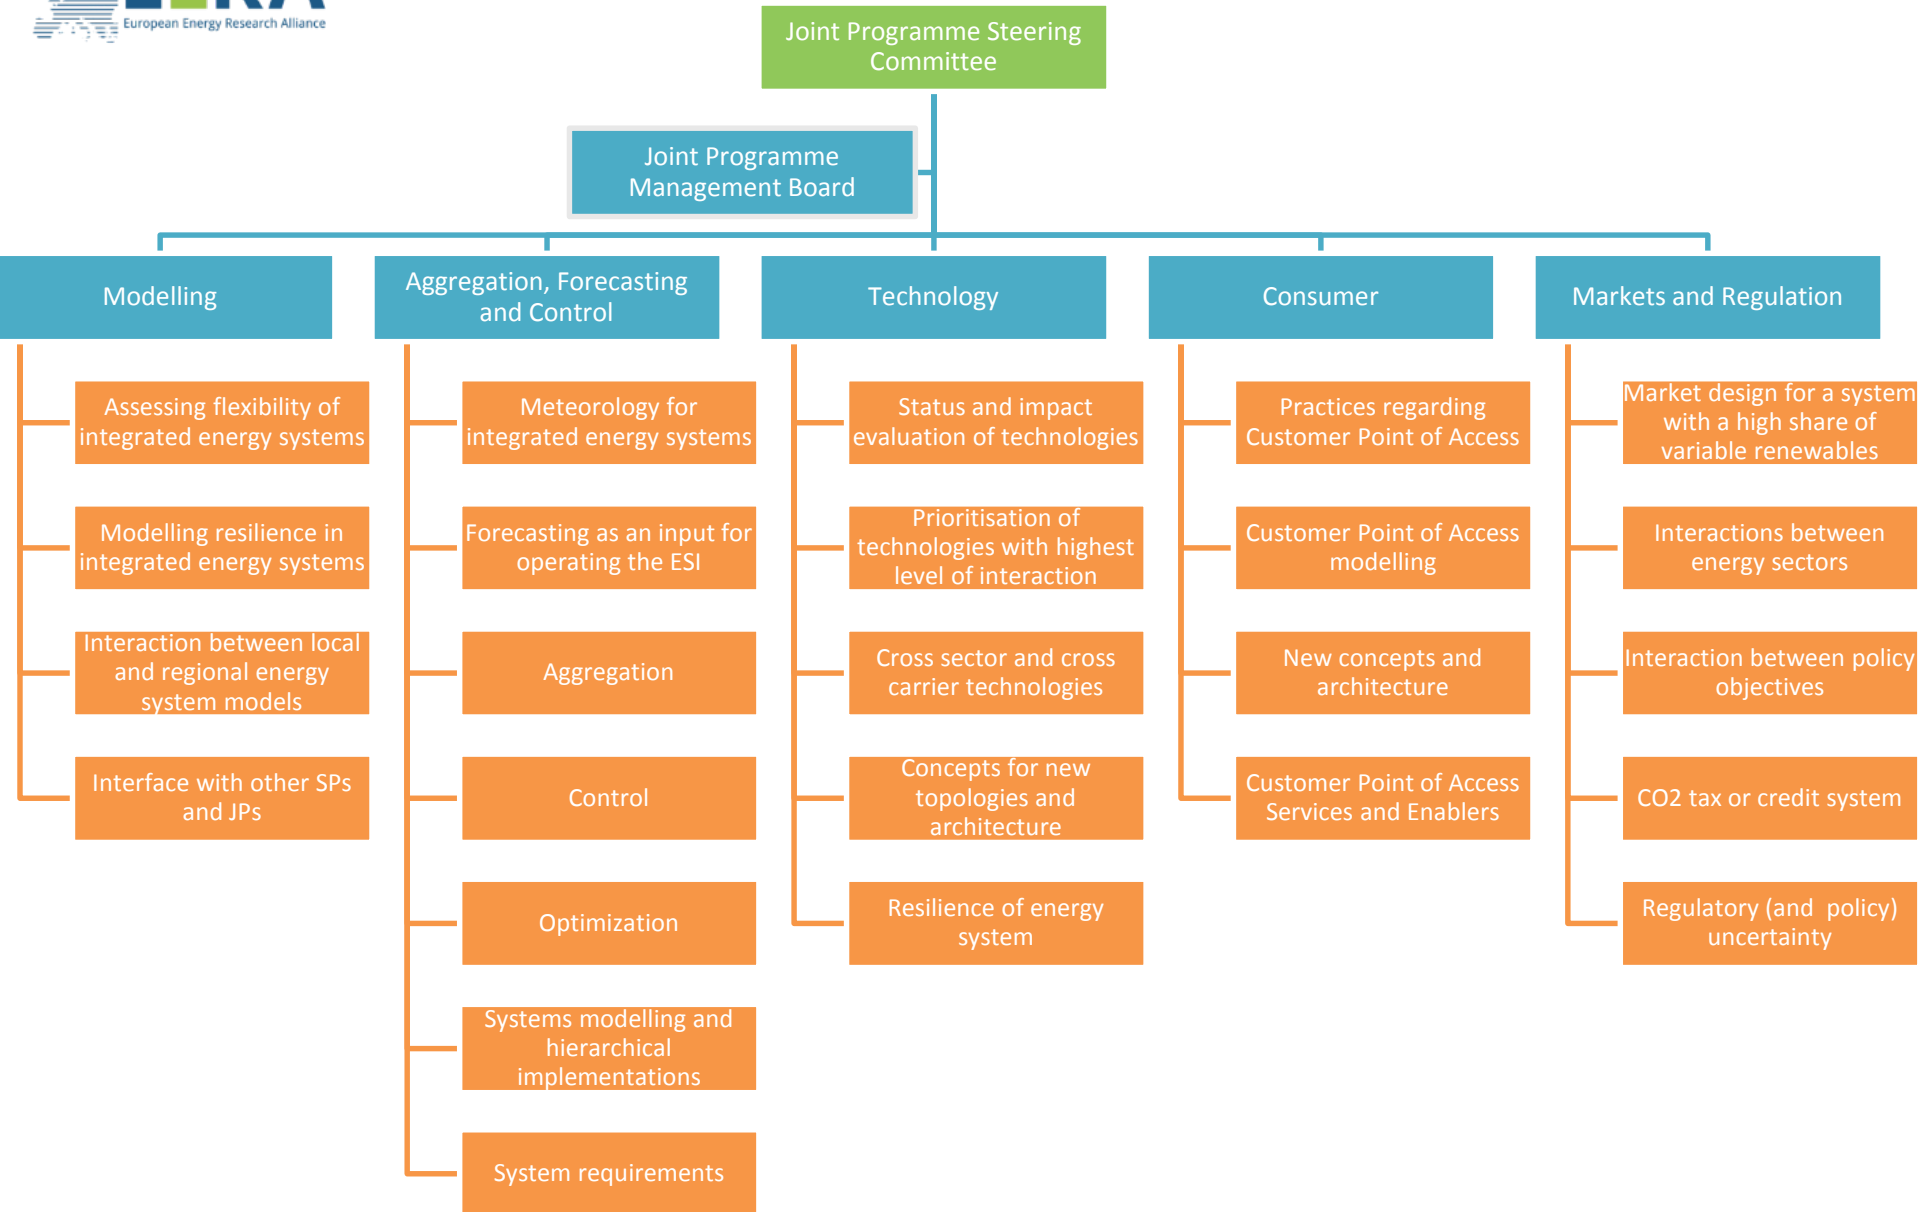 European Energy Research Alliance
Joint Programme Steering
Committee
Joint Programme
Management Board
Modelling
Aggregation, Forecasting
and Control
Technology
Consumer
Markets and Regulation
Assessing flexibility of
integrated energy systems
Modelling resilience in
integrated energy systems
Interaction between local
and regional energy
system models
Interface with other SPs
and JPs
Meteorology for
integrated energy systems
Forecasting as an input for
operating the ESI
Aggregation
Control
Optimization
Systems modelling and
hierarchical
implementations
System requirements
Status and impact
evaluation of technologies
Prioritisation of
technologies with highest
level of interaction
Cross sector and cross
carrier technologies
Concepts for new
topologies and
architecture
Resilience of energy
system
Practices regarding
Customer Point of Access
Customer Point of Access
modelling
New concepts and
architecture
Customer Point of Access
Services and Enablers
Market design for a system
with a high share of
variable renewables
Interactions between
energy sectors
Interaction between policy
objectives
CO2 tax or credit system
Regulatory (and  policy)
uncertainty